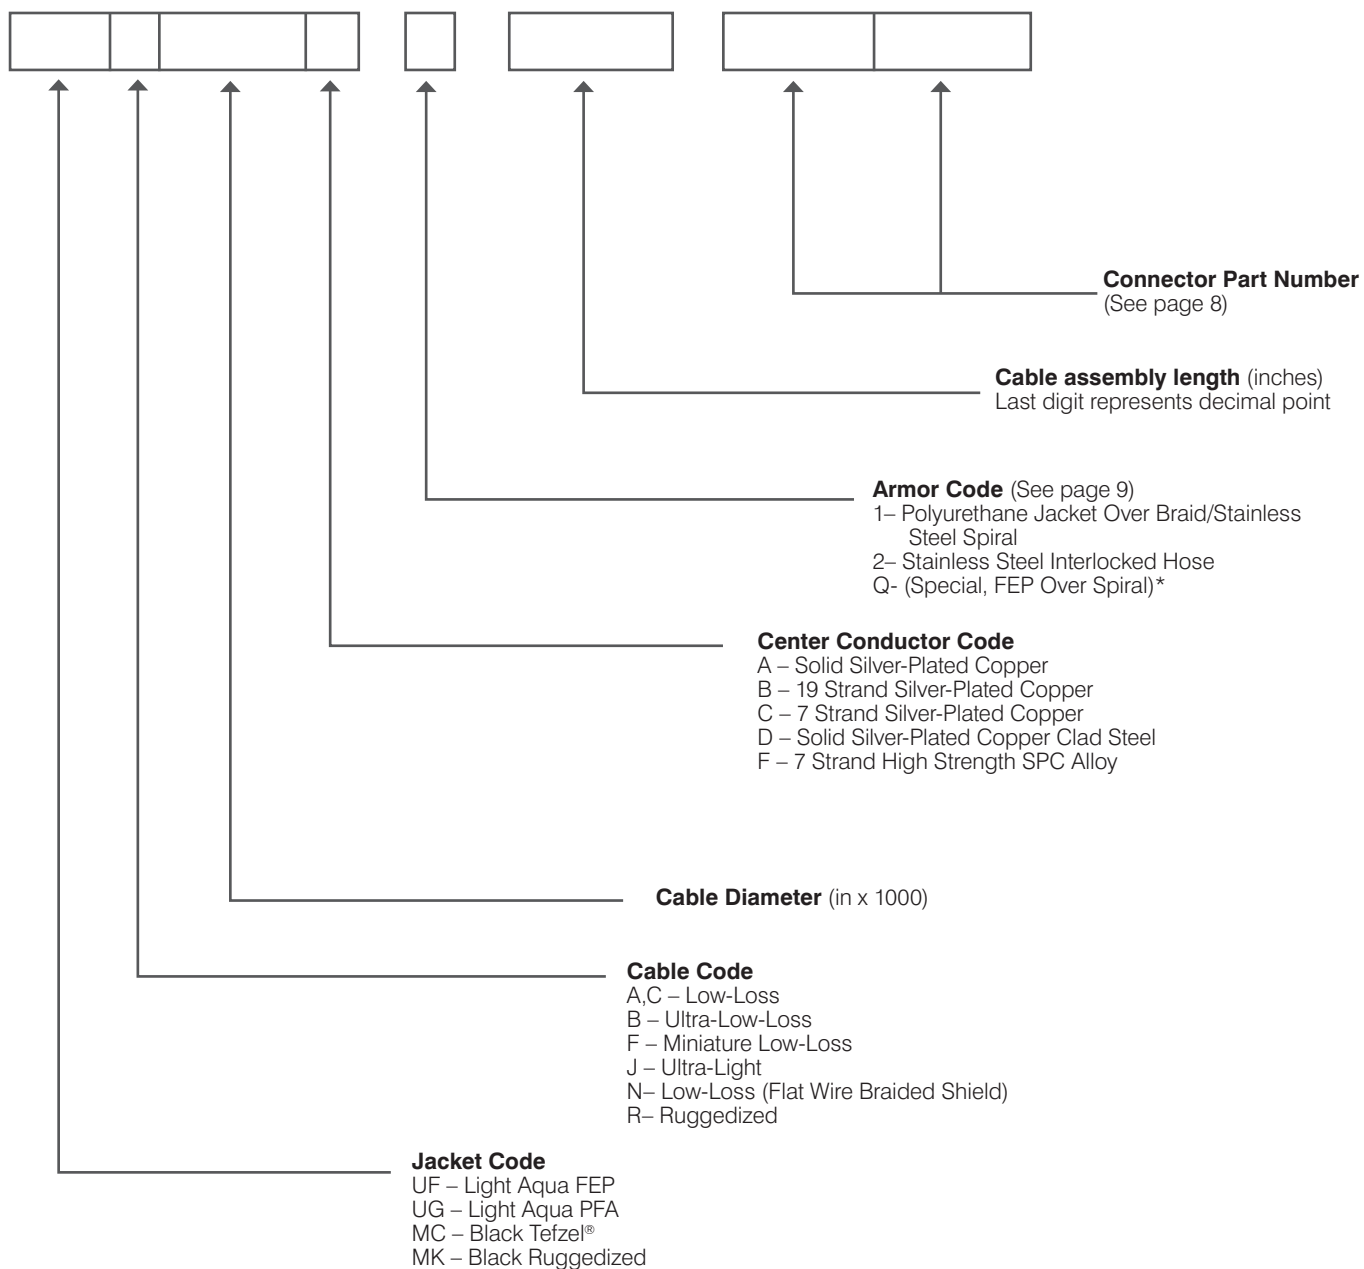 Connector Part Number
(See page 8)
Cable assembly length (inches)
Last digit represents decimal point
Armor Code (See page 9)
1– Polyurethane Jacket Over Braid/Stainless
Steel Spiral
2– Stainless Steel Interlocked Hose
Q- (Special, FEP Over Spiral)*
Center Conductor Code
A – Solid Silver-Plated Copper
B – 19 Strand Silver-Plated Copper
C – 7 Strand Silver-Plated Copper
D – Solid Silver-Plated Copper Clad Steel
F – 7 Strand High Strength SPC Alloy
Cable Diameter (in x 1000)
Cable Code
A,C – Low-Loss
B – Ultra-Low-Loss
F – Miniature Low-Loss
J – Ultra-Light
N– Low-Loss (Flat Wire Braided Shield)
R– Ruggedized
Jacket Code
UF – Light Aqua FEP
UG – Light Aqua PFA
MC – Black Tefzel®
MK – Black Ruggedized